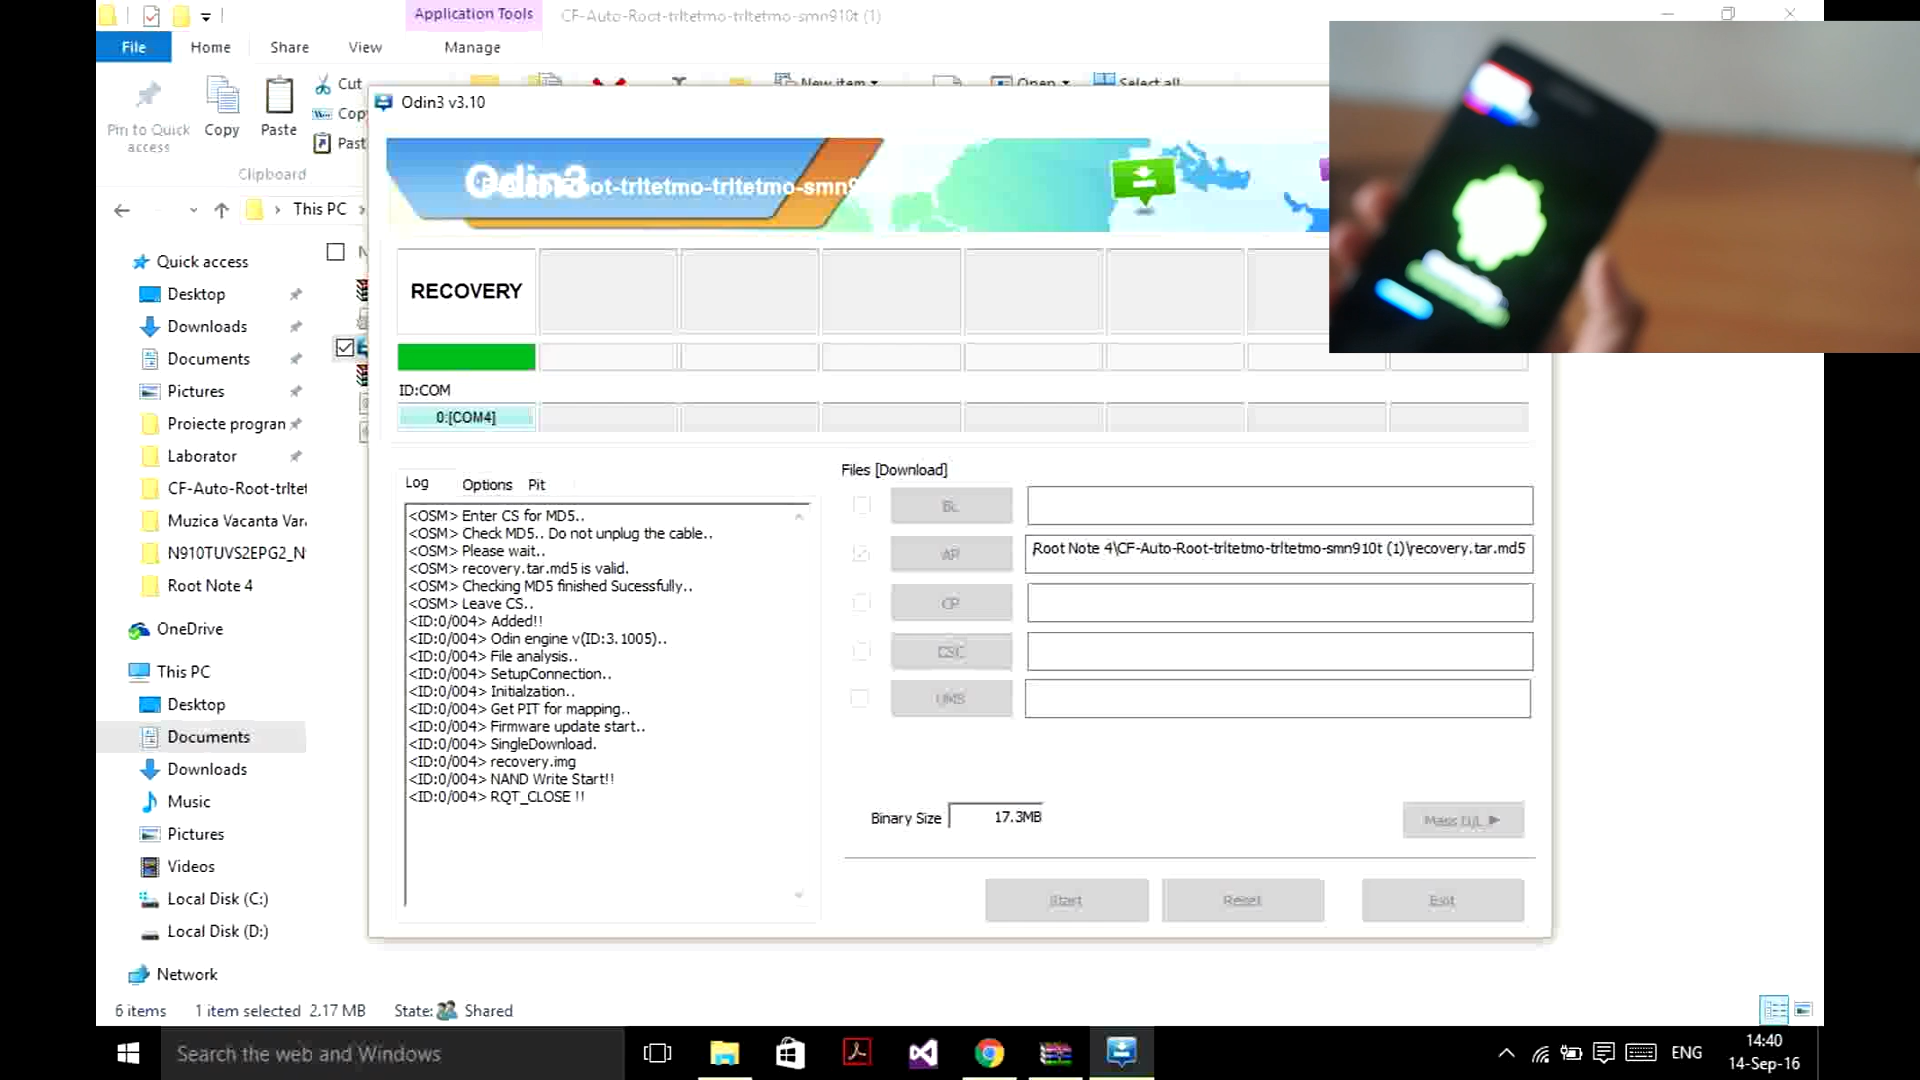 Application Tools
CF-Auto-Root-trltetmo-trltetmo-smn910t (1)
File
Home
Share
View
Manage
Pin to Quick access
Copy
Paste
Cut
Clipboard
New item
Open
Select all
This PC
Quick access
Desktop
Downloads
Documents
Pictures
Proiecte progran
Laborator
CF-Auto-Root-trltet
Muzica Vacanta Var
N910TUVS2EPG2_N
Root Note 4
OneDrive
This PC
Desktop
Documents
Downloads
Music
Pictures
Videos
Local Disk (C:)
Local Disk (D:)
Network
6 items
1 item selected 2.17 MB
State:
Shared
Odin3 v3.10
Odin3
RECOVERY
ID:COM
0:[COM4]
Log
Options
Pit
<OSM> Enter CS for MD5..
<OSM> Check MD5.. Do not unplug the cable..
<OSM> Please wait..
<OSM> recovery.tar.md5 is valid.
<OSM> Checking MD5 finished Sucessfully..
<OSM> Leave CS..
<ID:0/004> Added!!
<ID:0/004> Odin engine v(ID:3.1005)..
<ID:0/004> File analysis..
<ID:0/004> SetupConnection..
<ID:0/004> Initialzation..
<ID:0/004> Get PIT for mapping..
<ID:0/004> Firmware update start..
<ID:0/004> SingleDownload.
<ID:0/004> recovery.img
<ID:0/004> NAND Write Start!!
<ID:0/004> RQT_CLOSE !!
Files [Download]
BL
AP
Root Note 4\CF-Auto-Root-trltetmo-trltetmo-smn910t (1)\recovery.tar.md5
CP
CSC
UMS
Binary Size
17.3MB
Mass D/L
Start
Reset
Exit
Search the web and Windows
ENG
14:40
14-Sep-16